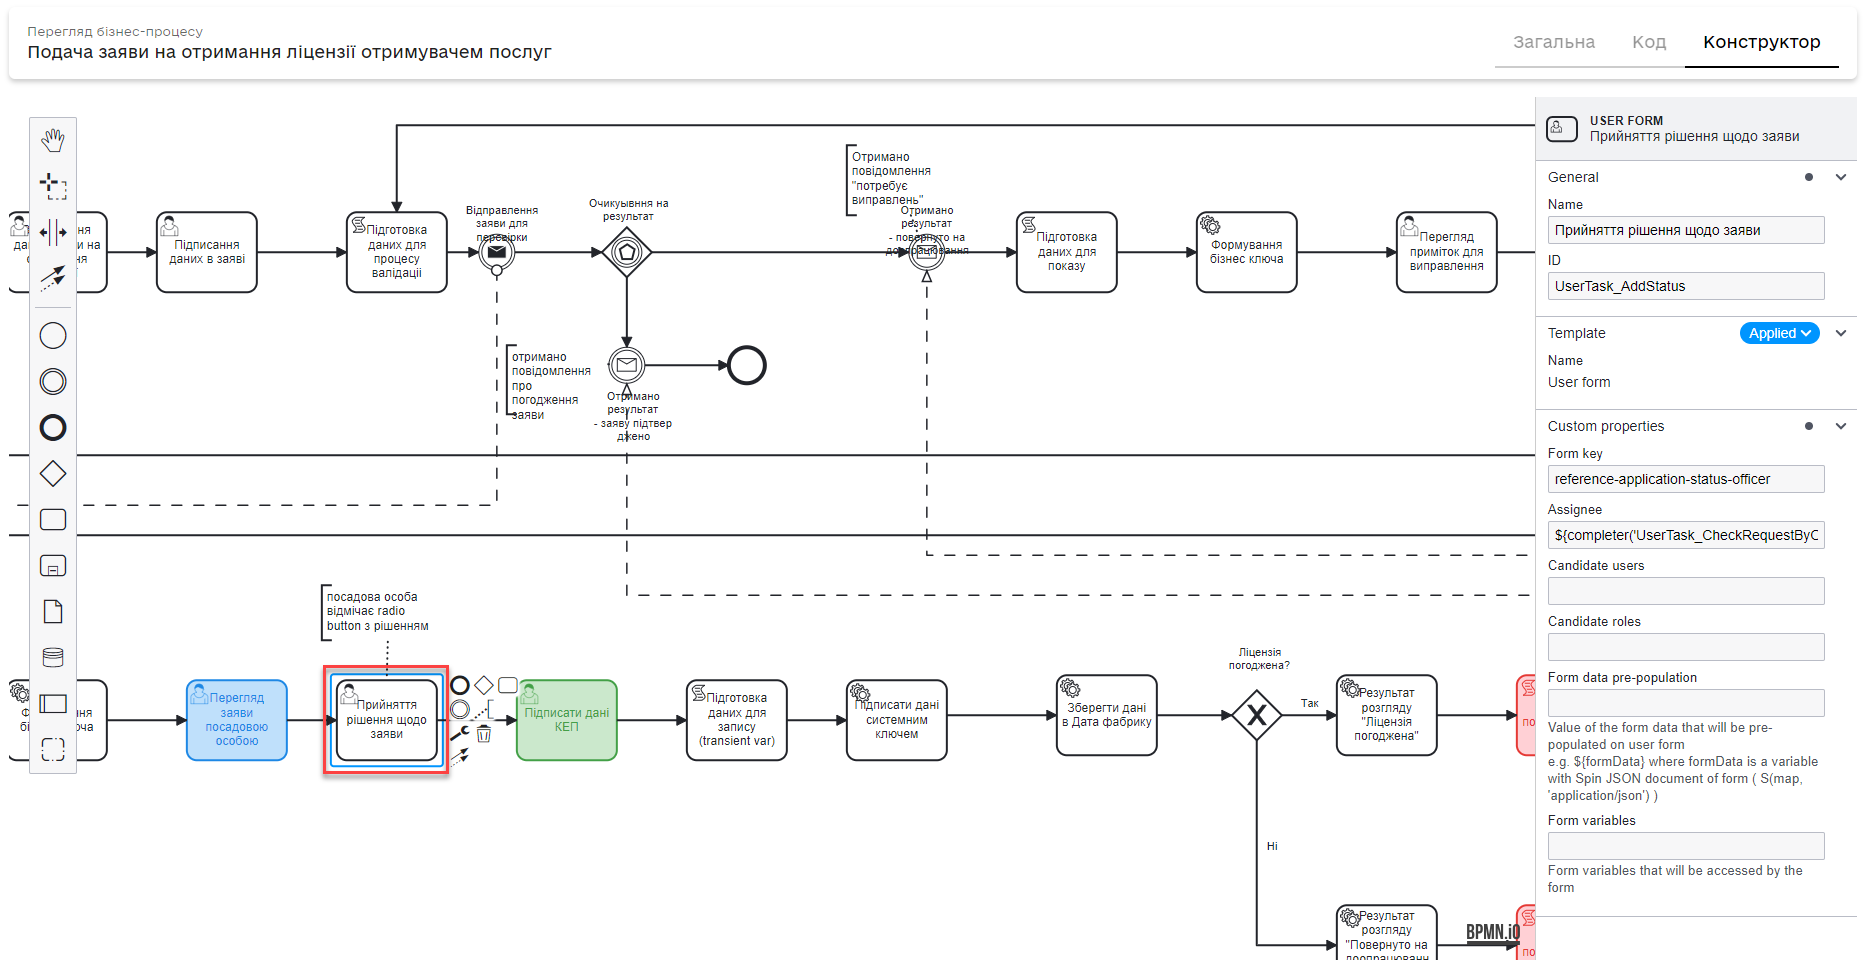 Перегляд бізнес-процесу
Подача заяви на отримання ліцензії отримувачем послуг
Загальна
Код
Конструктор
Отримано
повідомлення
"потребує
виправлень"
Підписання
даних в заяві
Підготовка
даних для
процесу
валідації
Відправлення
заяви для
перевірки
Очикуывння на
результат
Отримано
результат
- повернуто на
доопрацювання
Підготовка
даних для
показу
Формування
бізнес ключа
Перегляд
приміток для
виправлення
отримано
повідомлення
про
погодження
заяви
Отримано
результат
- заяву підтвер
джено
посадова особа
відмічає radio
button з рішенням
Перегляд
заяви
посадовою
особою
Прийняття
рішення щодо
заяви
Підписати дані
КЕП
Підготовка
даних для
запису
(transient var)
Підписати дані
системним
ключем
Зберегти дані
в Дата фабрику
Ліцензія
погоджена?
Так
Ні
Результат
розгляду
"Ліцензія
погоджена"
по
Результат
розгляду
"Повернуто на
доопрацюванн
по
BPMN.iO
USER FORM
Прийняття рішення щодо заяви
General
Name
Прийняття рішення щодо заяви
ID
UserTask_AddStatus
Template
Applied
Name
User form
Custom properties
Form key
reference-application-status-officer
Assignee
${completer('UserTask_CheckRequestByC
Candidate users
Candidate roles
Form data pre-population
Value of the form data that will be pre-
populated on user form
e.g. ${formData} where formData is a variable
with Spin JSON document of form ( S(map,
'application/json') )
Form variables
Form variables that will be accessed by the
form